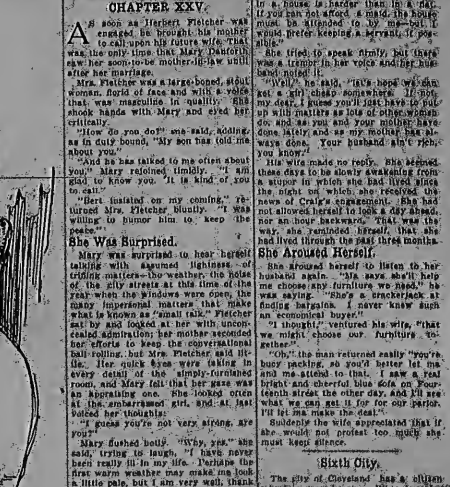 CHAPTER XXV.
As soon as Herbert Fletcher was
engaged he brought his mother
to call upon his future wife. That
was the only time that Mary Danforth
saw her soon-to-be mother-in-law until
after her marriage.
Mrs. Fletcher was a large-boned, stout
woman, florid of face and with a voice
that was masculine in quality. She
shook hands with Mary and eyed her
critically.
"How do you do?" she said, adding,
as in duty bound, "My son has told me
about you."
"And he has talked to me often about
you," Mary rejoined timidly. "I am
glad to know you. It is kind of you
to call."
"Bert insisted on my coming," re-
turned Mrs. Fletcher bluntly. "I was
willing to humor him to keep the
peace."
She Was Surprised.
Mary was surprised to hear herself
talking with assumed lightness of
trifling matters—the weather, the noise
of the city streets at this time of the
year when the windows were open, the
many impersonal matters that make
what is known as "small talk." Fletcher
sat by and looked at her with uncon-
cealed admiration; her mother seconded
her efforts to keep the conversational
ball rolling, but Mrs. Fletcher said lit-
tle. Her quick eyes were taking in
every detail of the simply-furnished
room, and Mary felt that her gaze was
an appraising one. She looked often
at the embarrassed girl, and at last
voiced her thoughts:
"I guess you're not very strong, are
you?"
Mary flushed hotly. "Why, yes," she
said, trying to laugh, "I have never
been really ill in my life. Perhaps the
first warm weather may make me look
a little pale, but I am very well, thank
in a house is harder than in a flat.
If you can not afford a maid, the house
must be attended to by me—but I
would prefer keeping a servant, if pos-
sible."
She tried to speak firmly, but there
was a tremor in her voice and her hus-
band noted it.
"Well," he said, "let's hope we can
get a girl cheap somewhere. If not,
my dear, I guess you'll just have to put
up with matters as lots of other women
do, and as you and your mother have
done lately and as my mother has al-
ways done. Your husband ain't rich,
you know."
His wife made no reply. She seemed
these days to be slowly awakening from
a stupor in which she had lived since
the night on which she received the
news of Craig's engagement. She had
not allowed herself to look a day ahead,
nor an hour backward. That was the
way, she reminded herself, that she
had lived through the past three months.
She Aroused Herself.
She aroused herself to listen to her
husband again. "Ma says she'll help
me choose any furniture we need," he
was saying. "She's a crackerjack at
finding bargains. I never knew such
an economical buyer."
"I thought," ventured his wife, "that
we might choose our furniture to-
gether."
"Oh," the man returned easily "you're
busy packing, so you'd better let ma
and me attend to that. I saw a real
bright and cheerful blue sofa on Four-
teenth street the other day, and I'll see
what we can get it for for our parlor.
I'll let ma make the deal."
Suddenly the wife appreciated that if
she would not protest too much she
must keep silence.
Sixth City.
The city of Cleveland has a citizen